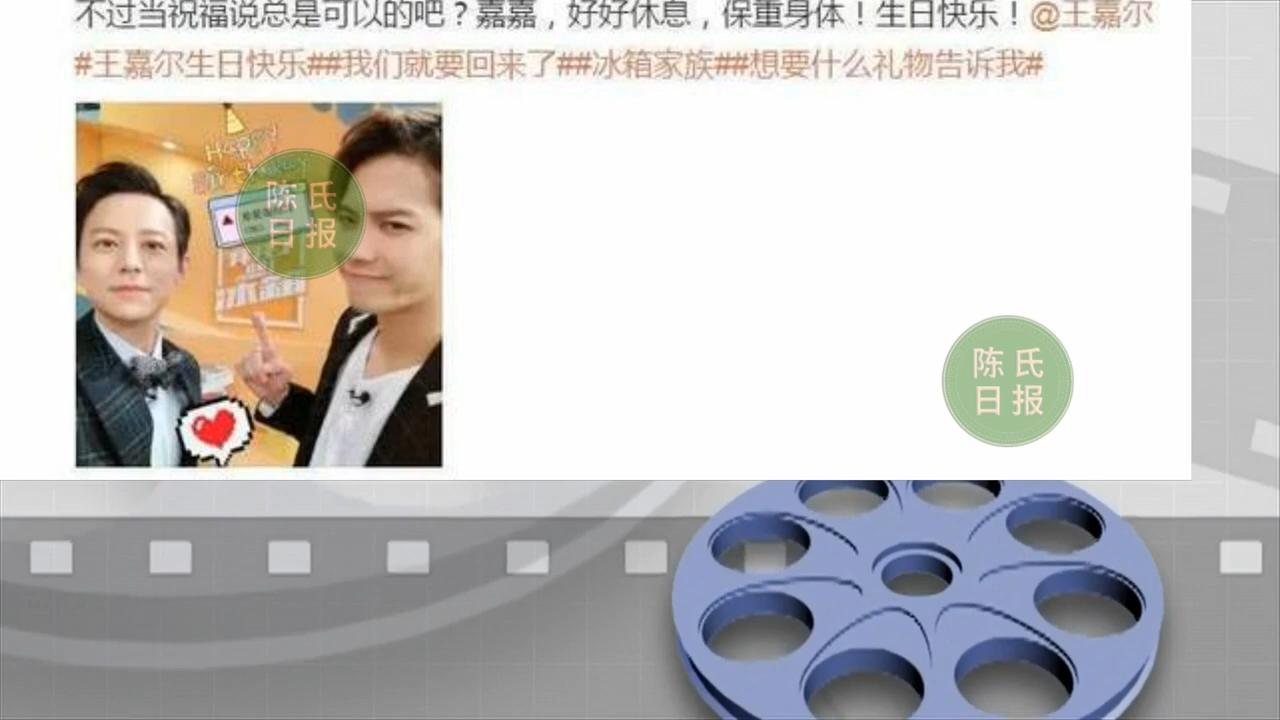 不过当祝福说总是可以的吧？嘉嘉，好好休息，保重身体！生日快乐！@王嘉尔
#王嘉尔生日快乐##我们就要回来了##冰箱家族##想要什么礼物告诉我#
Happy
Birthday
陈氏
日报
陈氏
日报